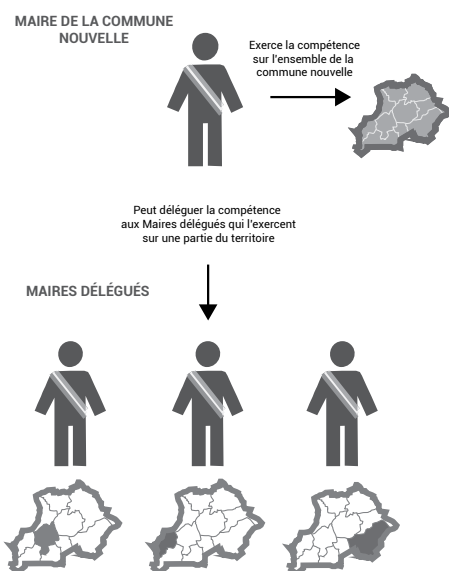 MAIRE DE LA COMMUNE
NOUVELLE
Exerce la compétence
sur l'ensemble de la
commune nouvelle
Peut déléguer la compétence
aux Maires délégués qui l'exercent
sur une partie du territoire
MAIRES DÉLÉGUÉS